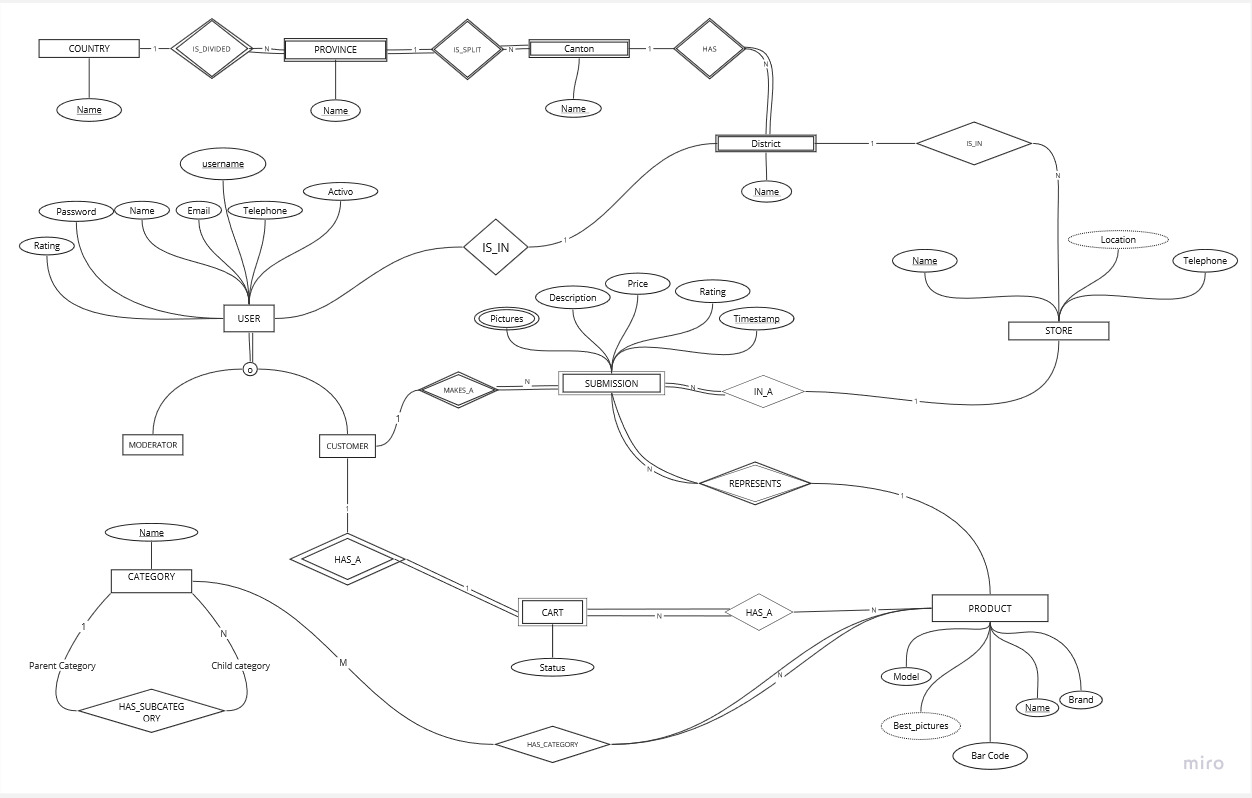 COUNTRY
1
IS_DIVIDED
N
PROVINCE
1
IS_SPLIT
N
Canton
1
HAS
N
Name
Name
Name
District
1
IS_IN
N
Name
username
Activo
Password
Name
Email
Telephone
Rating
IS_IN
1
Location
Name
Telephone
USER
STORE
Pictures
Description
Price
Rating
Timestamp
o
MAKES_A
N
SUBMISSION
N
IN_A
1
1
MODERATOR
CUSTOMER
N
REPRESENTS
1
1
Name
HAS_A
CATEGORY
1
CART
N
HAS_A
N
PRODUCT
1
N
Parent Category
Child category
M
Status
N
Model
Name
Brand
HAS_SUBCATEG
ORY
Best_pictures
HAS_CATEGORY
Bar Code
miro